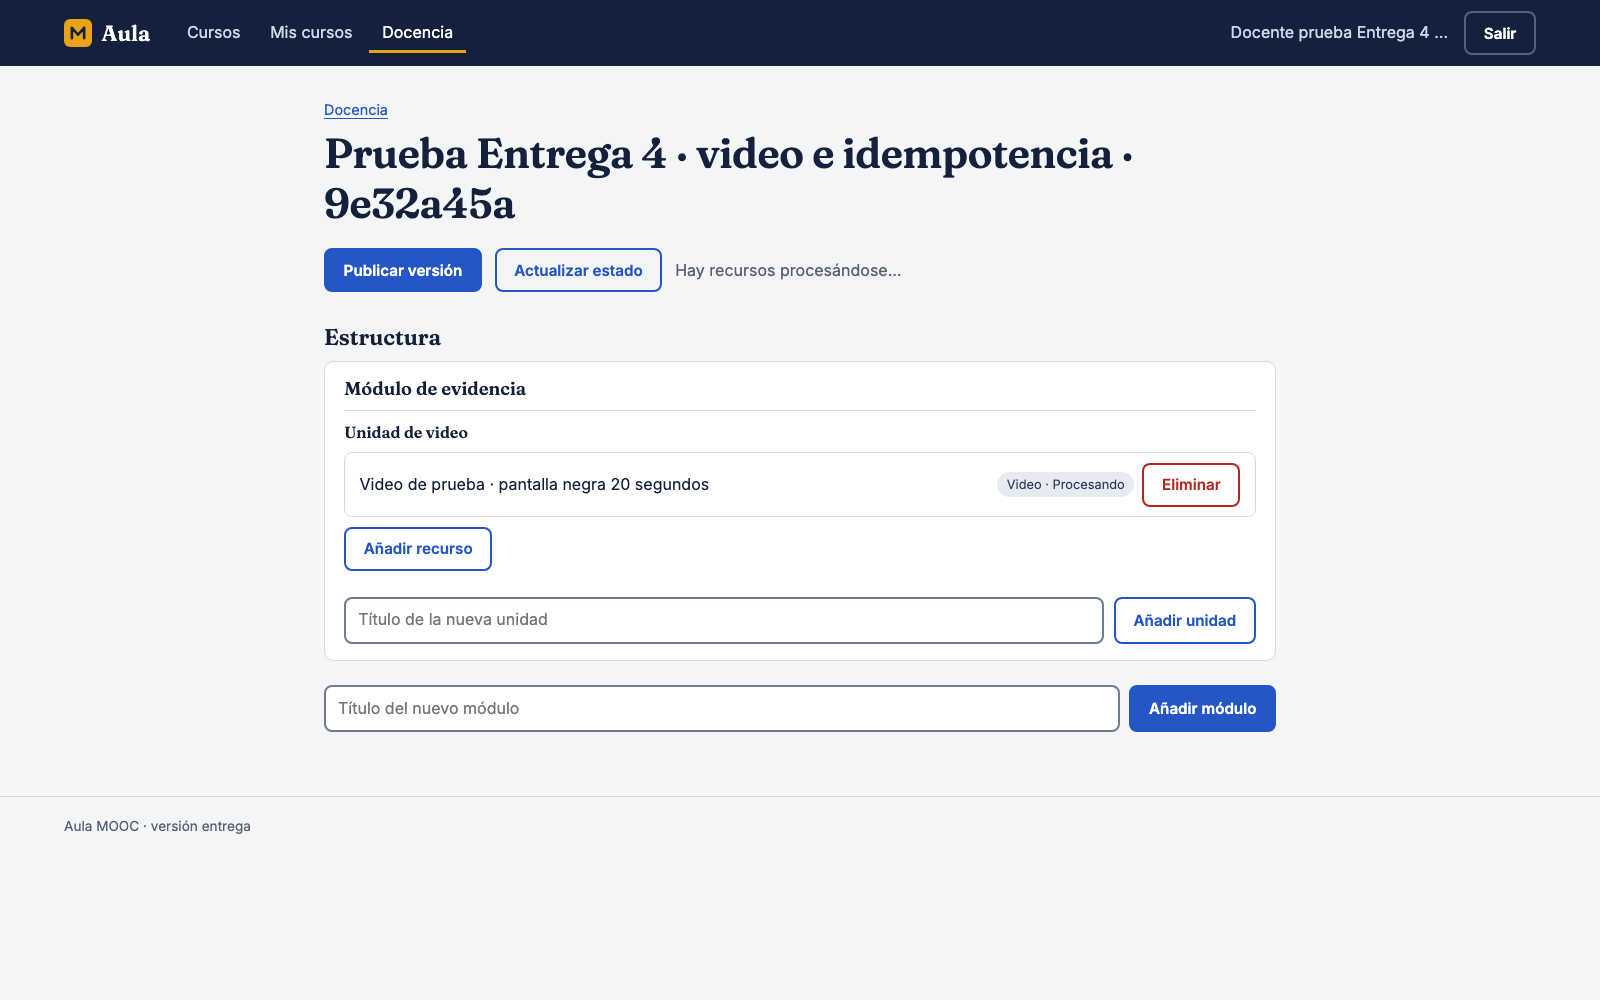 M Aula Cursos Mis cursos Docencia Docente prueba Entrega 4 ... Salir
Docencia
Prueba Entrega 4 · video e idempotencia ·
9e32a45a
Publicar versión Actualizar estado Hay recursos procesándose...
Estructura
Módulo de evidencia
Unidad de video
Video de prueba · pantalla negra 20 segundos Video · Procesando Eliminar
Añadir recurso
Título de la nueva unidad Añadir unidad
Título del nuevo módulo Añadir módulo
Aula MOOC · versión entrega